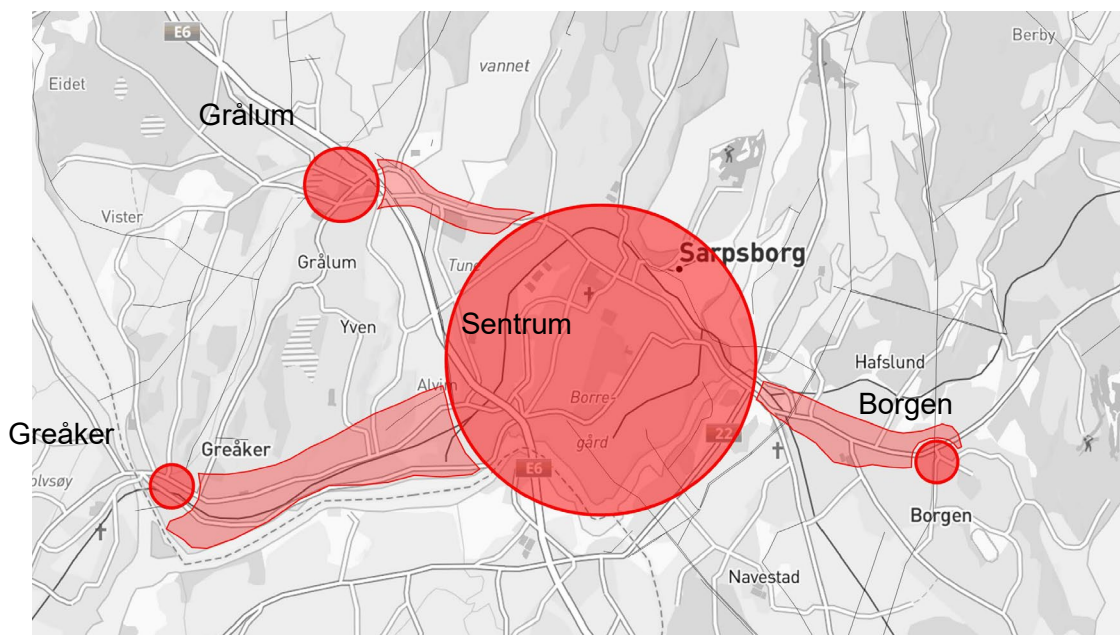 E6
Berby
vannet
Eidet
Grålum
Vister
Sarpsborg
Grålum
Tune
Sentrum
Yven
Hafslund
Alvim
Borre-
Borgen
gård
22
Greåker
Greåker
E6
olvsøy
Borgen
Navestad